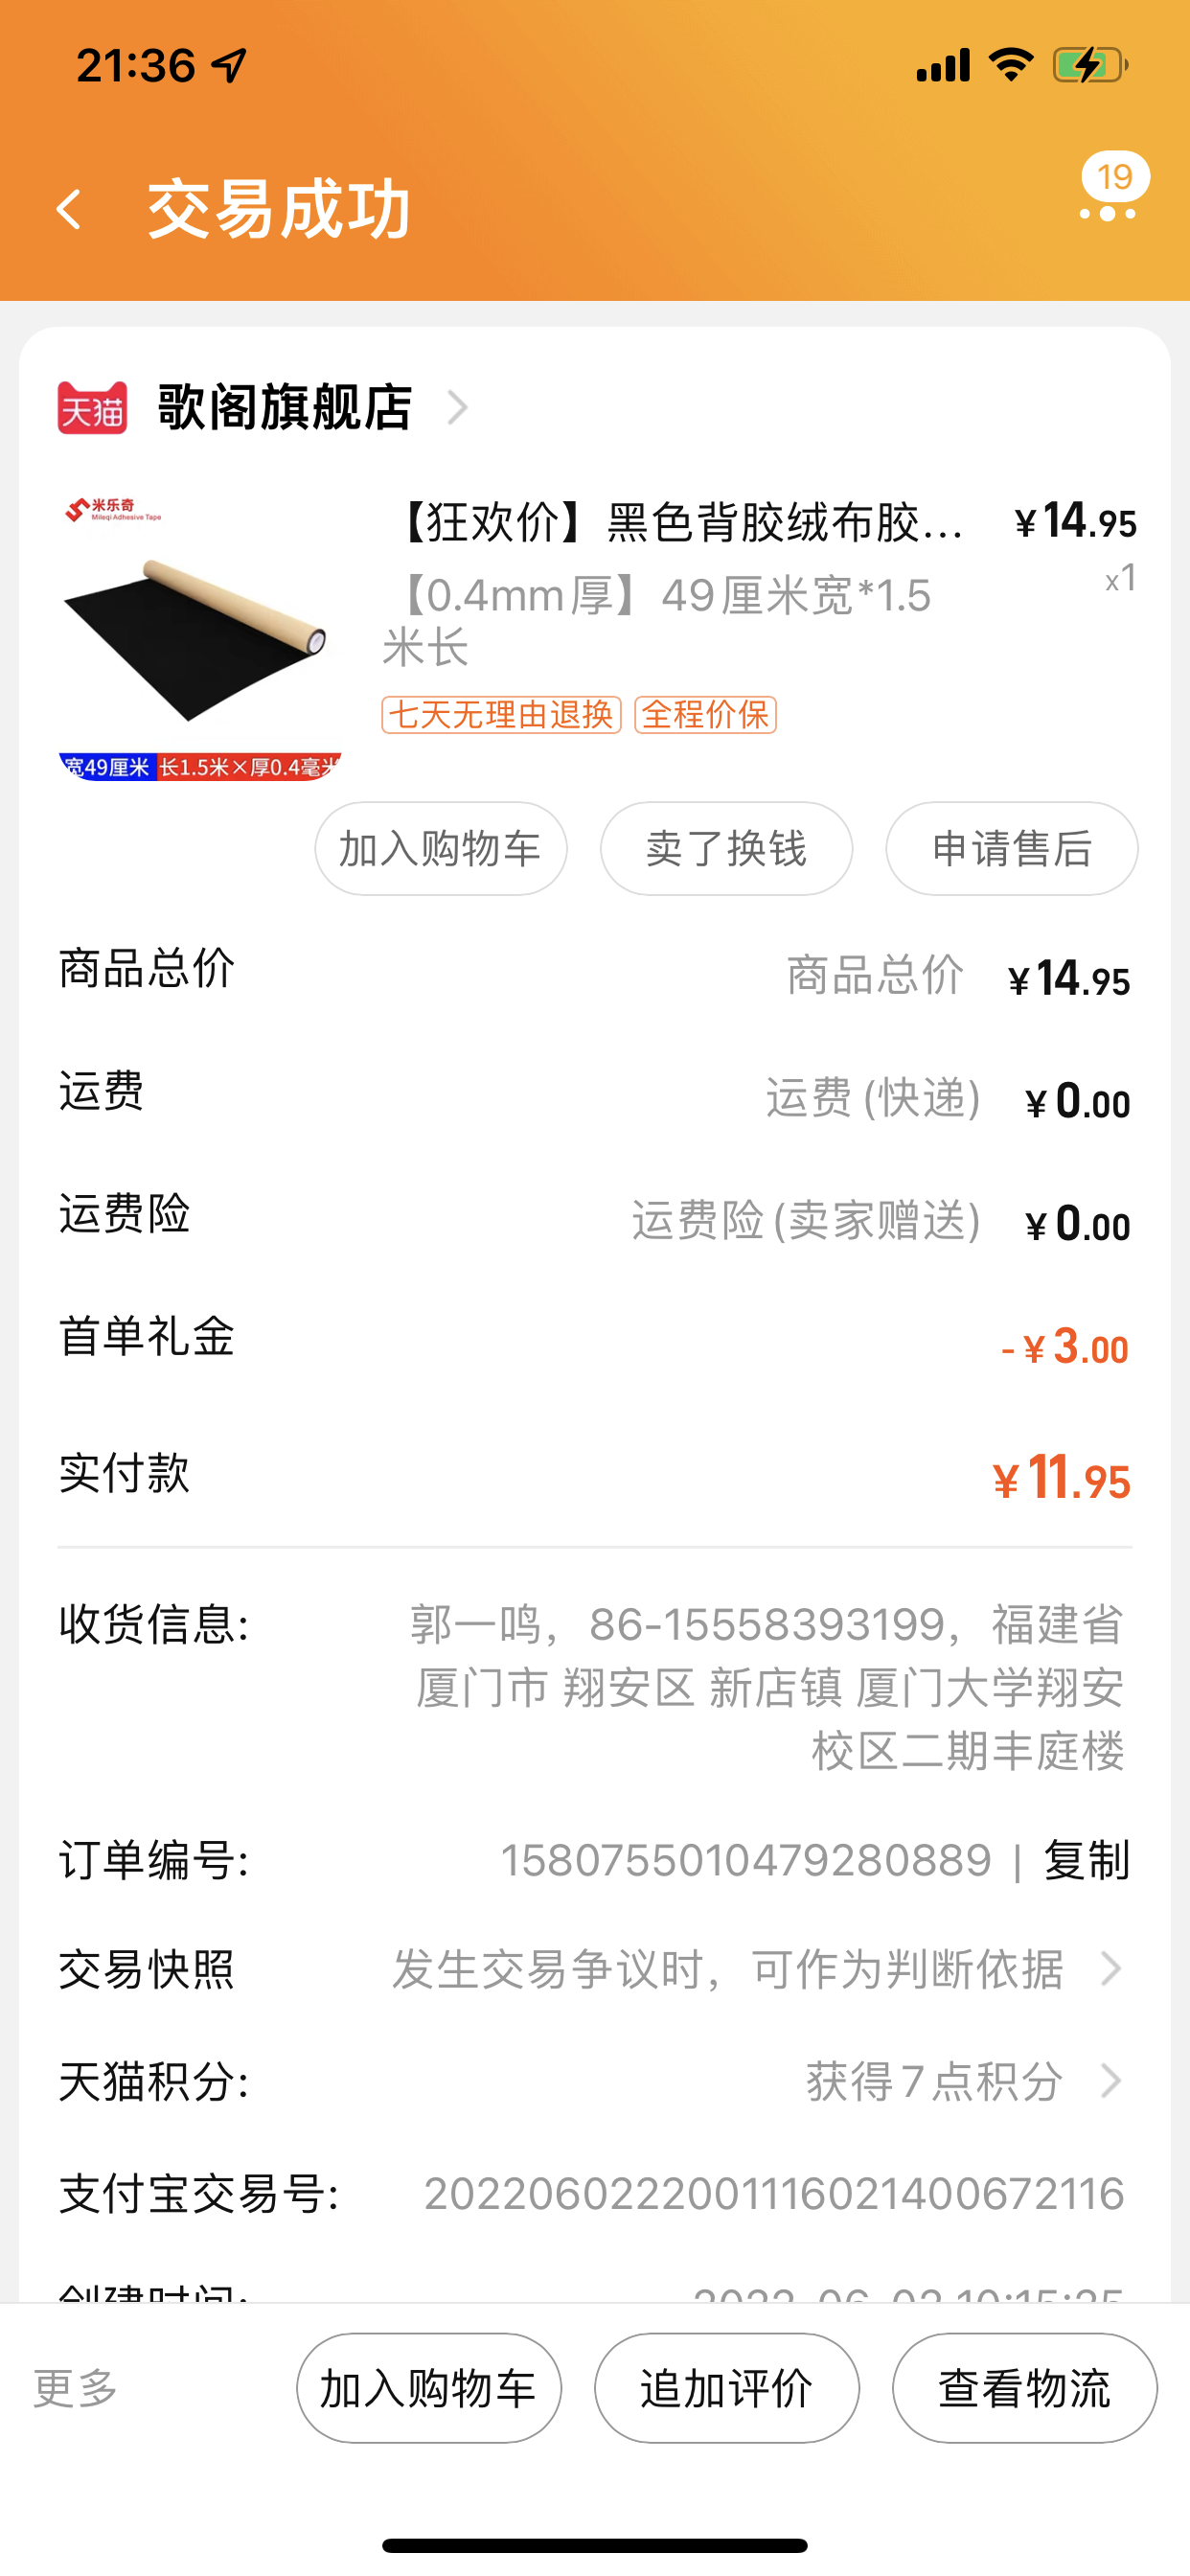 21:36
19
交易成功
天猫 歌阁旗舰店
米乐奇
Mileqi Adhesive Tape
【狂欢价】黑色背胶绒布胶... ¥14.95
【0.4mm厚】49厘米宽*1.5 x1
米长
七天无理由退换 全程价保
宽49厘米 长1.5米×厚0.4毫米
加入购物车 卖了换钱 申请售后
商品总价 商品总价 ¥14.95
运费 运费(快递) ¥0.00
运费险 运费险(卖家赠送) ¥0.00
首单礼金 -¥3.00
实付款 ¥11.95
收货信息: 郭一鸣，86-15558393199，福建省
厦门市 翔安区 新店镇 厦门大学翔安
校区二期丰庭楼
订单编号: 1580755010479280889 | 复制
交易快照 发生交易争议时，可作为判断依据
天猫积分: 获得7点积分
支付宝交易号: 2022060222001116021400672116
创建时间:
更多 加入购物车 追加评价 查看物流